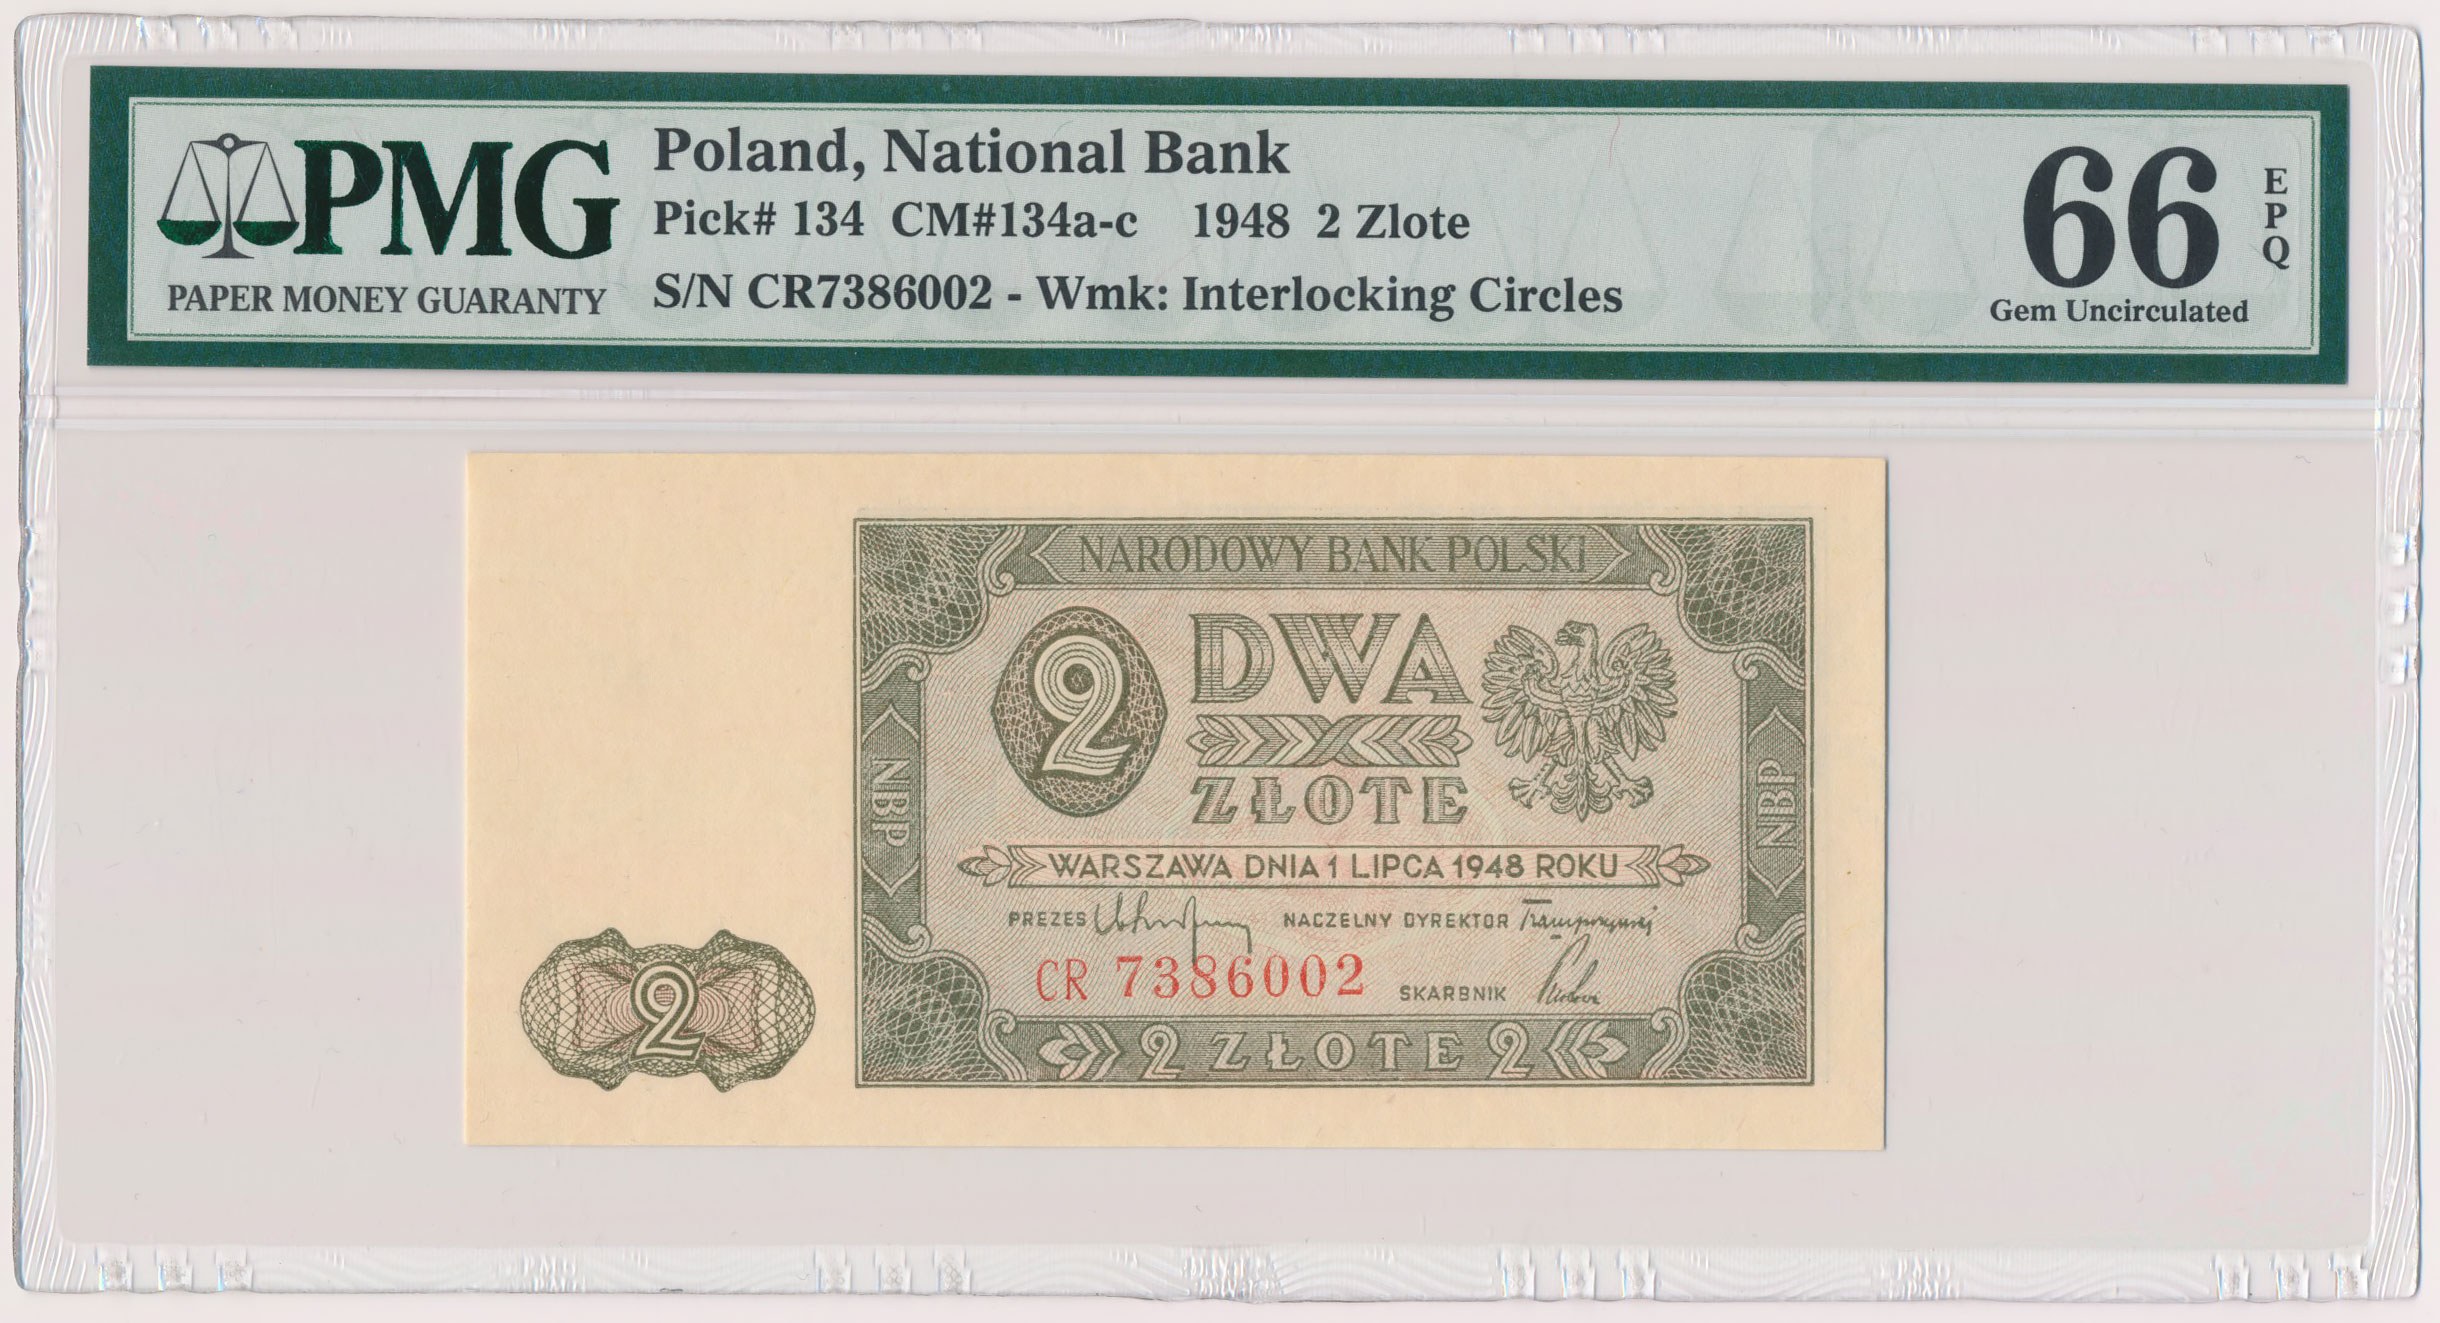 PMG
PAPER MONEY GUARANTY
Poland, National Bank
Pick# 134 CM#134a-c 1948 2 Zlote
S/N CR7386002 - Wmk: Interlocking Circles
66
EPQ
Gem Uncirculated
NARODOWY BANK POLSKI
2
DWA
ZŁOTE
NBP
NBP
WARSZAWA DNIA 1 LIPCA 1948 ROKU
PREZES
NACZELNY DYREKTOR
CR 7386002
SKARBNIK
2
2 ZŁOTE 2